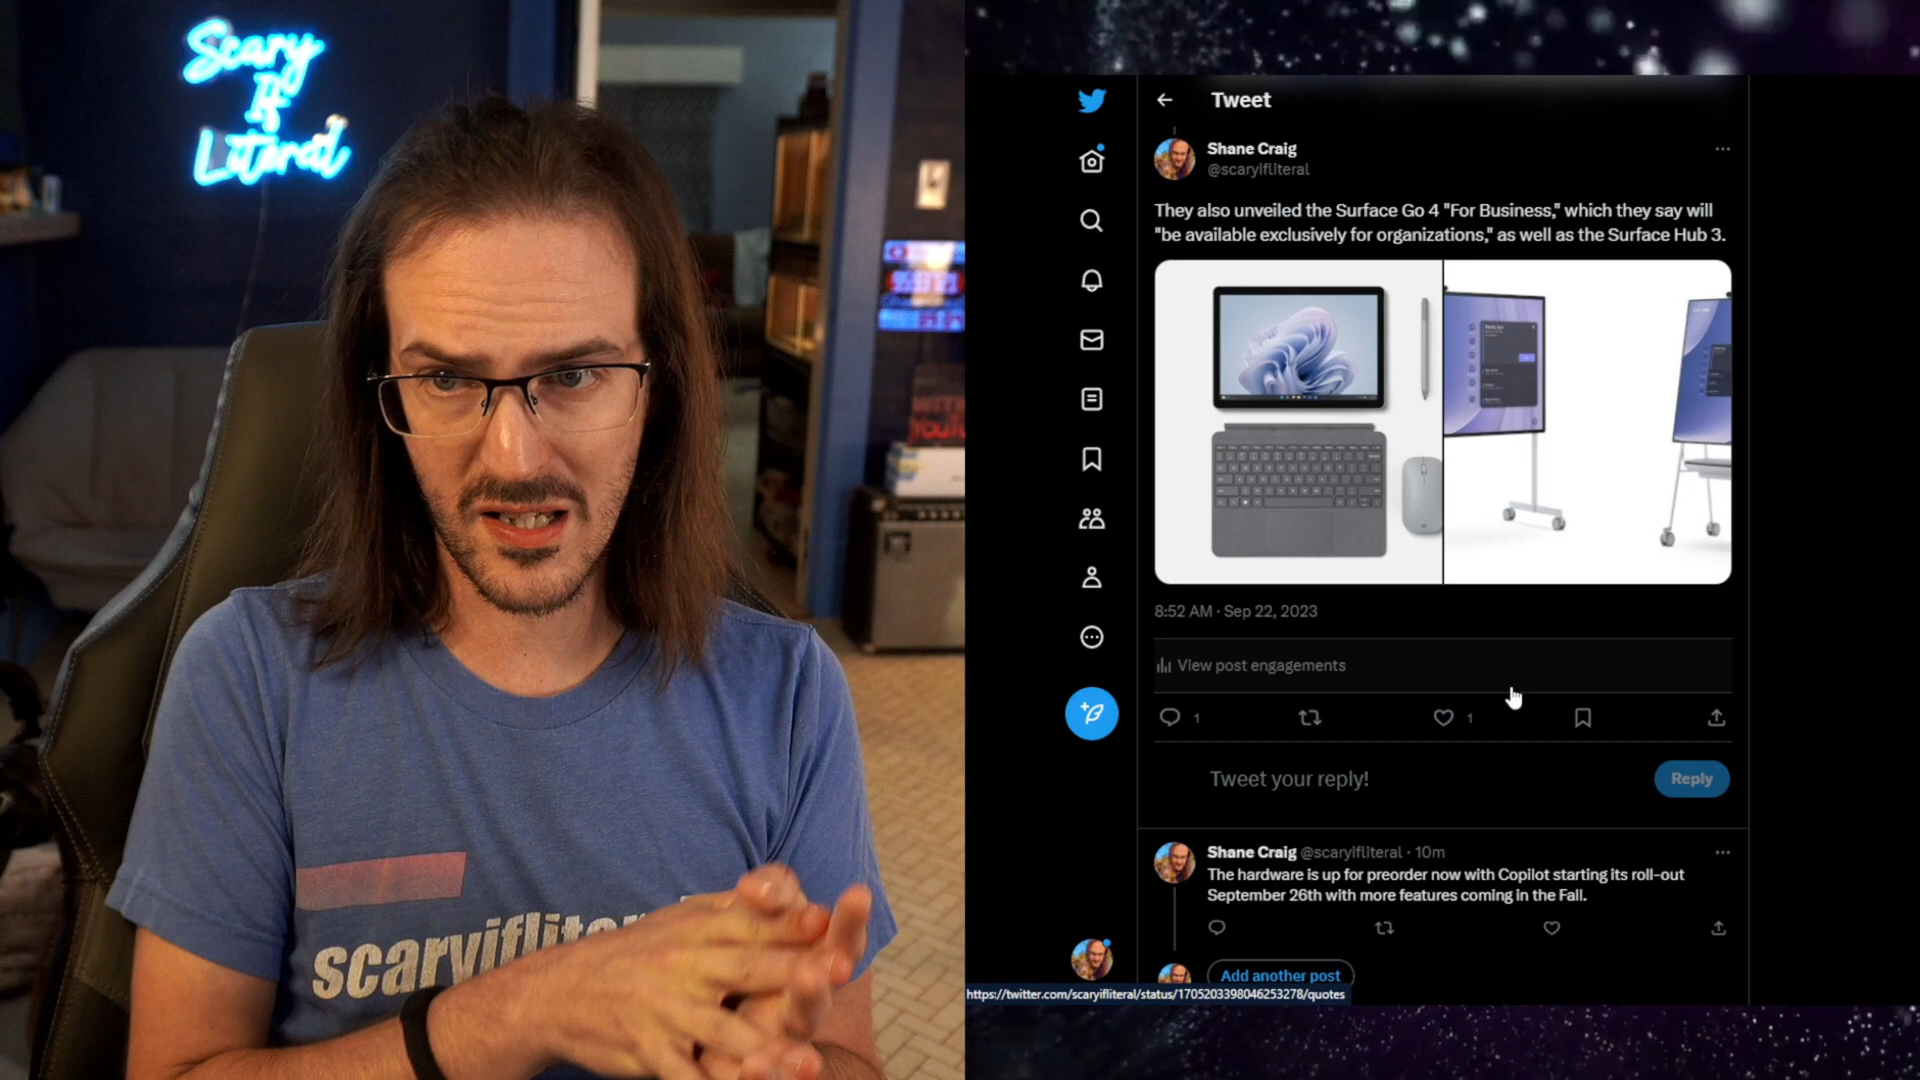 Scary
If
Literal
scaryifliteral
Tweet
Shane Craig
@scaryifliteral
They also unveiled the Surface Go 4 "For Business," which they say will
"be available exclusively for organizations," as well as the Surface Hub 3.
8:52 AM · Sep 22, 2023
View post engagements
1
1
Tweet your reply!
Reply
Shane Craig @scaryifliteral · 10m
The hardware is up for preorder now with Copilot starting its roll-out
September 26th with more features coming in the Fall.
Add another post
https://twitter.com/scaryifliteral/status/1705203398046253278/quotes